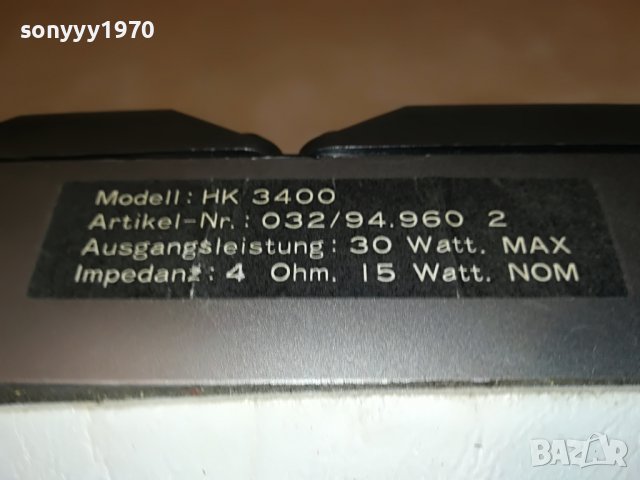 sonyyy1970
Modell: HK 3400
Artikel-Nr.: 032/94.960 2
Ausgangsleistung: 30 Watt. MAX
Impedanz: 4 Ohm. 15 Watt. NOM
BAZAR